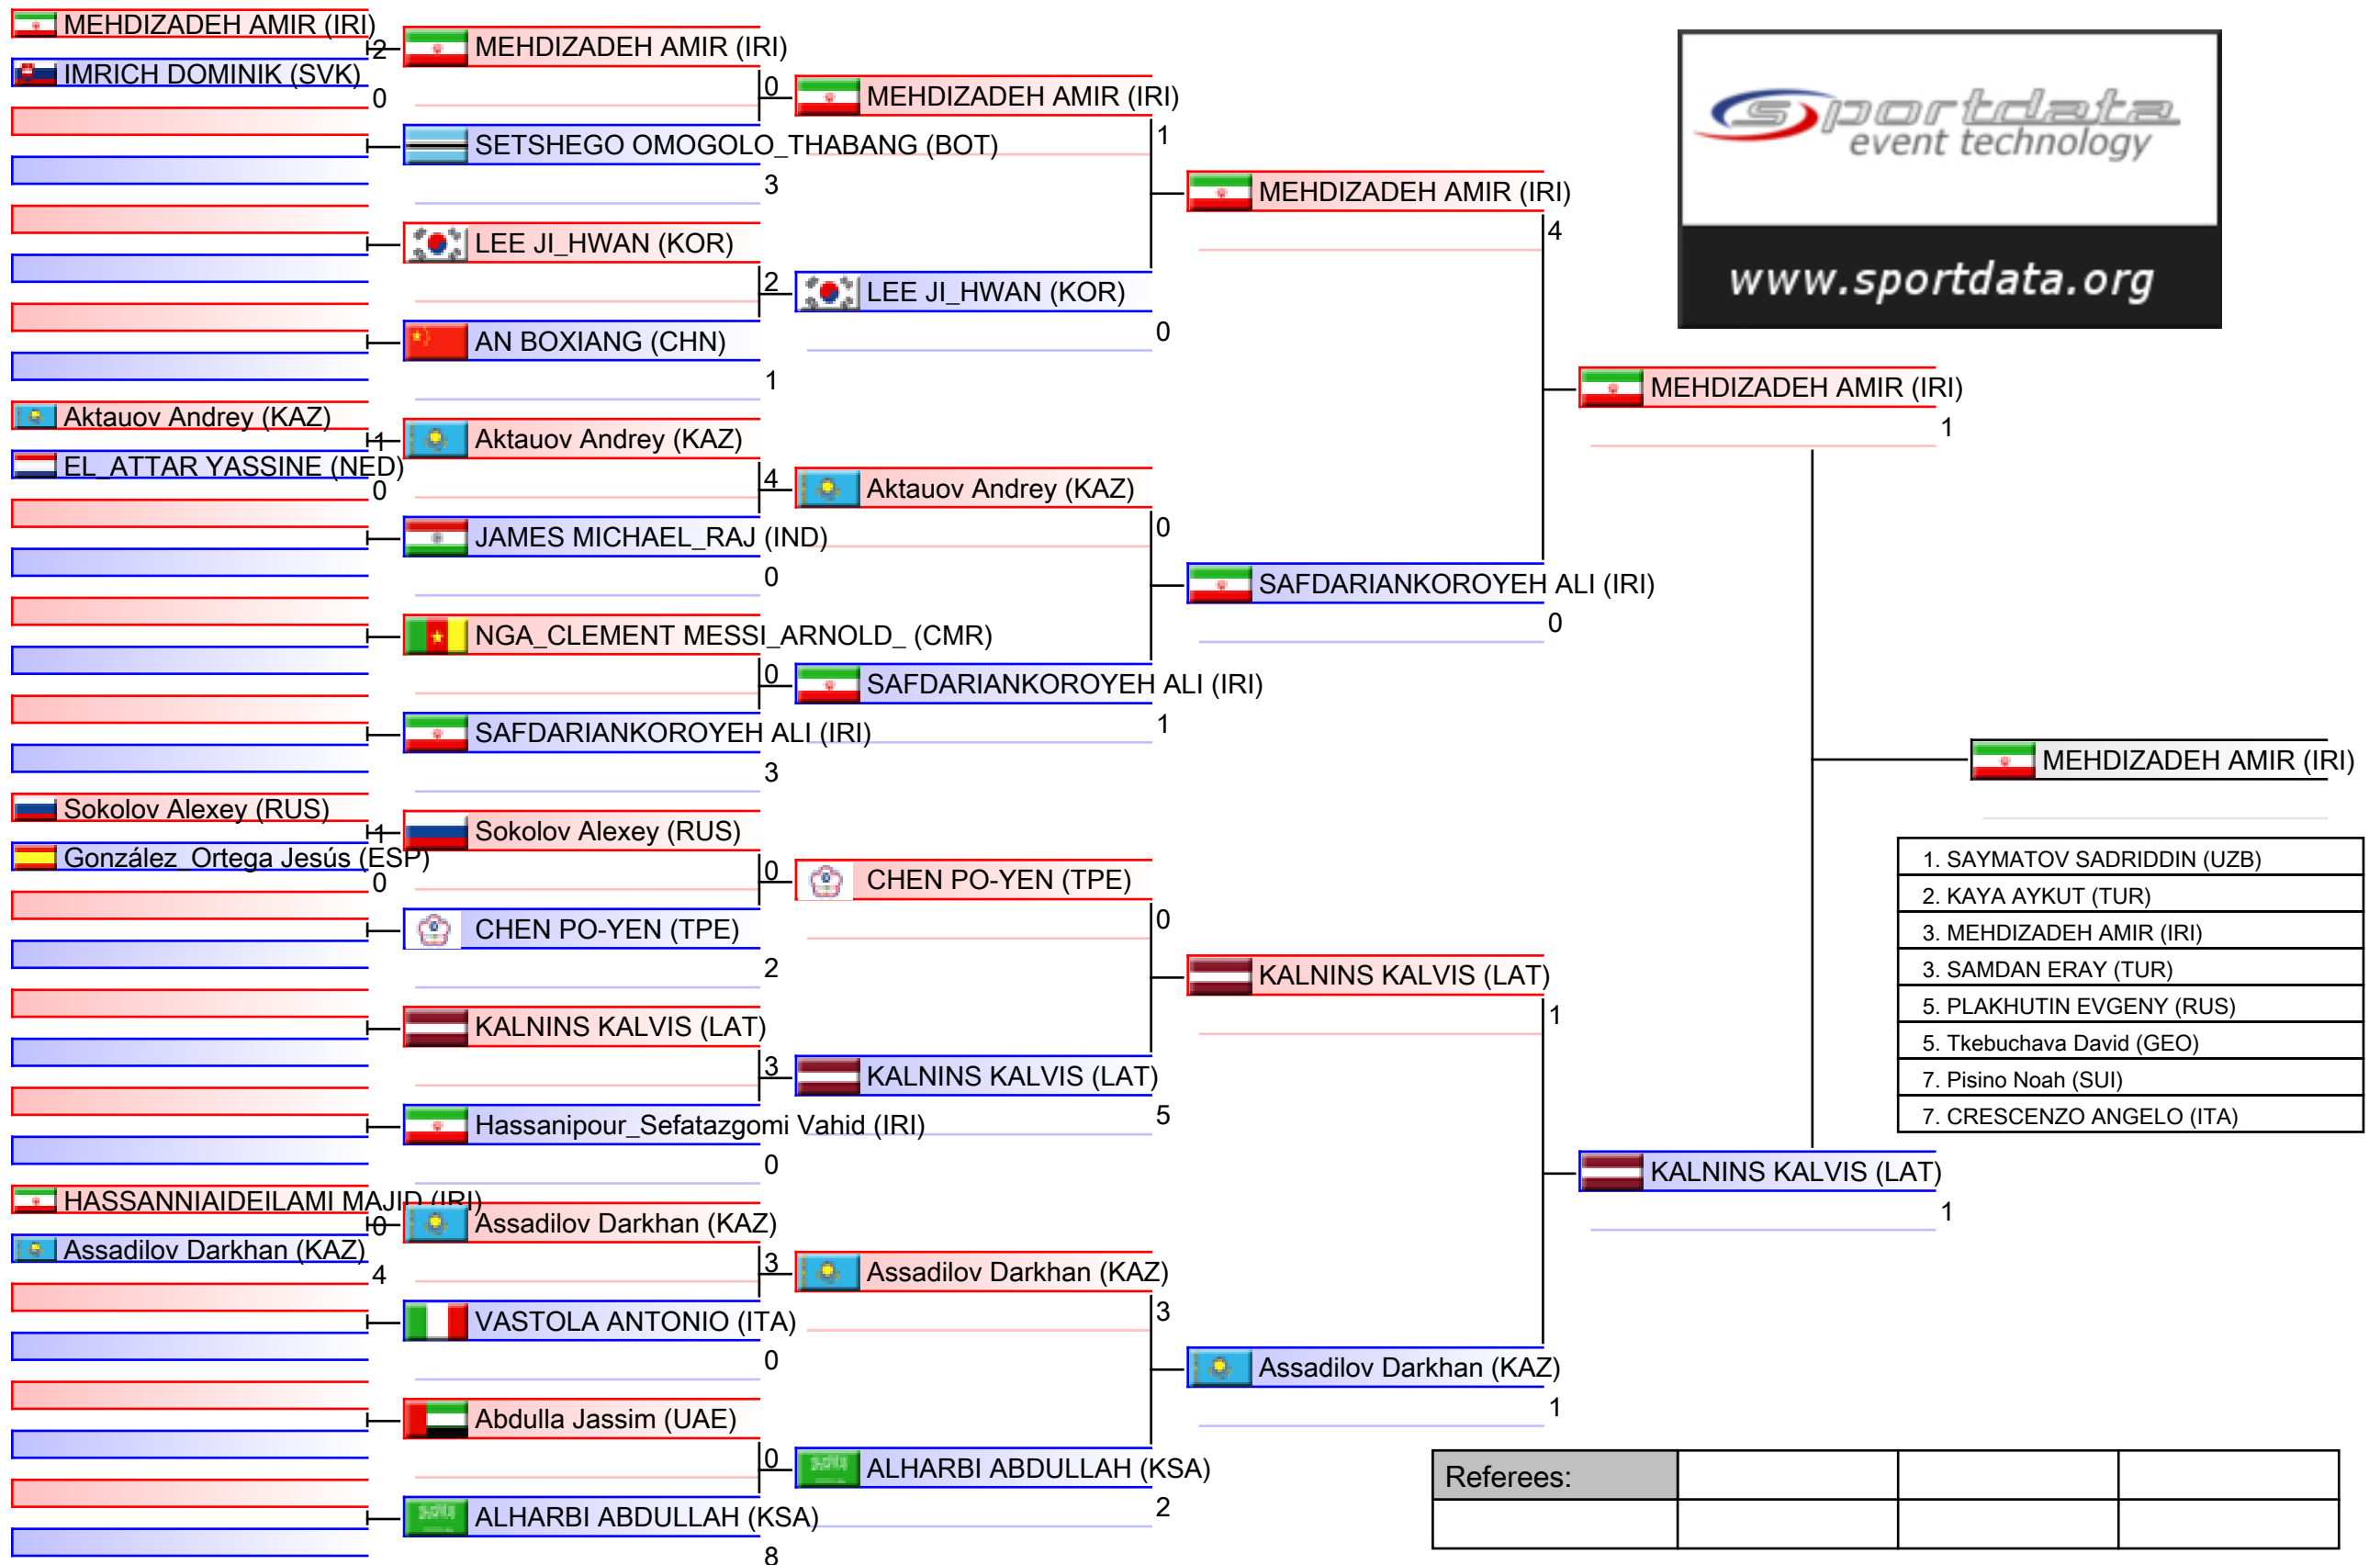 MEHDIZADEH AMIR (IRI)
2
IMRICH DOMINIK (SVK)
0
Aktauov Andrey (KAZ)
1
EL_ATTAR YASSINE (NED)
0
Sokolov Alexey (RUS)
1
González_Ortega Jesús (ESP)
0
HASSANNIAIDEILAMI MAJID (IRI)
0
Assadilov Darkhan (KAZ)
4
MEHDIZADEH AMIR (IRI)
0
SETSHEGO OMOGOLO_THABANG (BOT)
3
LEE JI_HWAN (KOR)
2
AN BOXIANG (CHN)
1
Aktauov Andrey (KAZ)
4
JAMES MICHAEL_RAJ (IND)
0
NGA_CLEMENT MESSI_ARNOLD_ (CMR)
0
SAFDARIANKOROYEH ALI (IRI)
3
Sokolov Alexey (RUS)
0
CHEN PO-YEN (TPE)
2
KALNINS KALVIS (LAT)
3
Hassanipour_Sefatazgomi Vahid (IRI)
0
Assadilov Darkhan (KAZ)
3
VASTOLA ANTONIO (ITA)
0
Abdulla Jassim (UAE)
0
ALHARBI ABDULLAH (KSA)
8
MEHDIZADEH AMIR (IRI)
1
LEE JI_HWAN (KOR)
0
Aktauov Andrey (KAZ)
0
SAFDARIANKOROYEH ALI (IRI)
1
CHEN PO-YEN (TPE)
0
KALNINS KALVIS (LAT)
5
Assadilov Darkhan (KAZ)
3
ALHARBI ABDULLAH (KSA)
2
MEHDIZADEH AMIR (IRI)
4
SAFDARIANKOROYEH ALI (IRI)
0
KALNINS KALVIS (LAT)
1
Assadilov Darkhan (KAZ)
1
MEHDIZADEH AMIR (IRI)
1
KALNINS KALVIS (LAT)
1
MEHDIZADEH AMIR (IRI)
sportdata
event technology
www.sportdata.org
1. SAYMATOV SADRIDDIN (UZB)
2. KAYA AYKUT (TUR)
3. MEHDIZADEH AMIR (IRI)
3. SAMDAN ERAY (TUR)
5. PLAKHUTIN EVGENY (RUS)
5. Tkebuchava David (GEO)
7. Pisino Noah (SUI)
7. CRESCENZO ANGELO (ITA)
Referees: